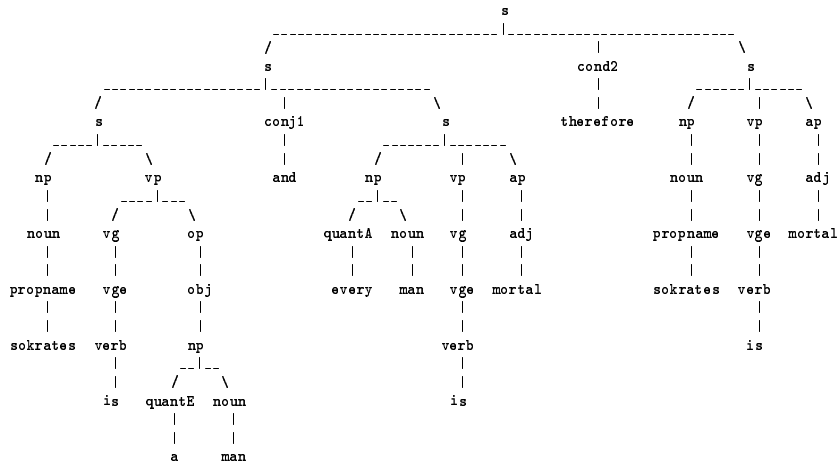 s
s cond2 s
s conj1 s therefore np vp ap
np vp and np vp ap noun vg adj
noun vg op quantA noun vg adj propname vge mortal
propname vge obj every man vge mortal sokrates verb
sokrates verb np verb is
is quantE noun is
a man